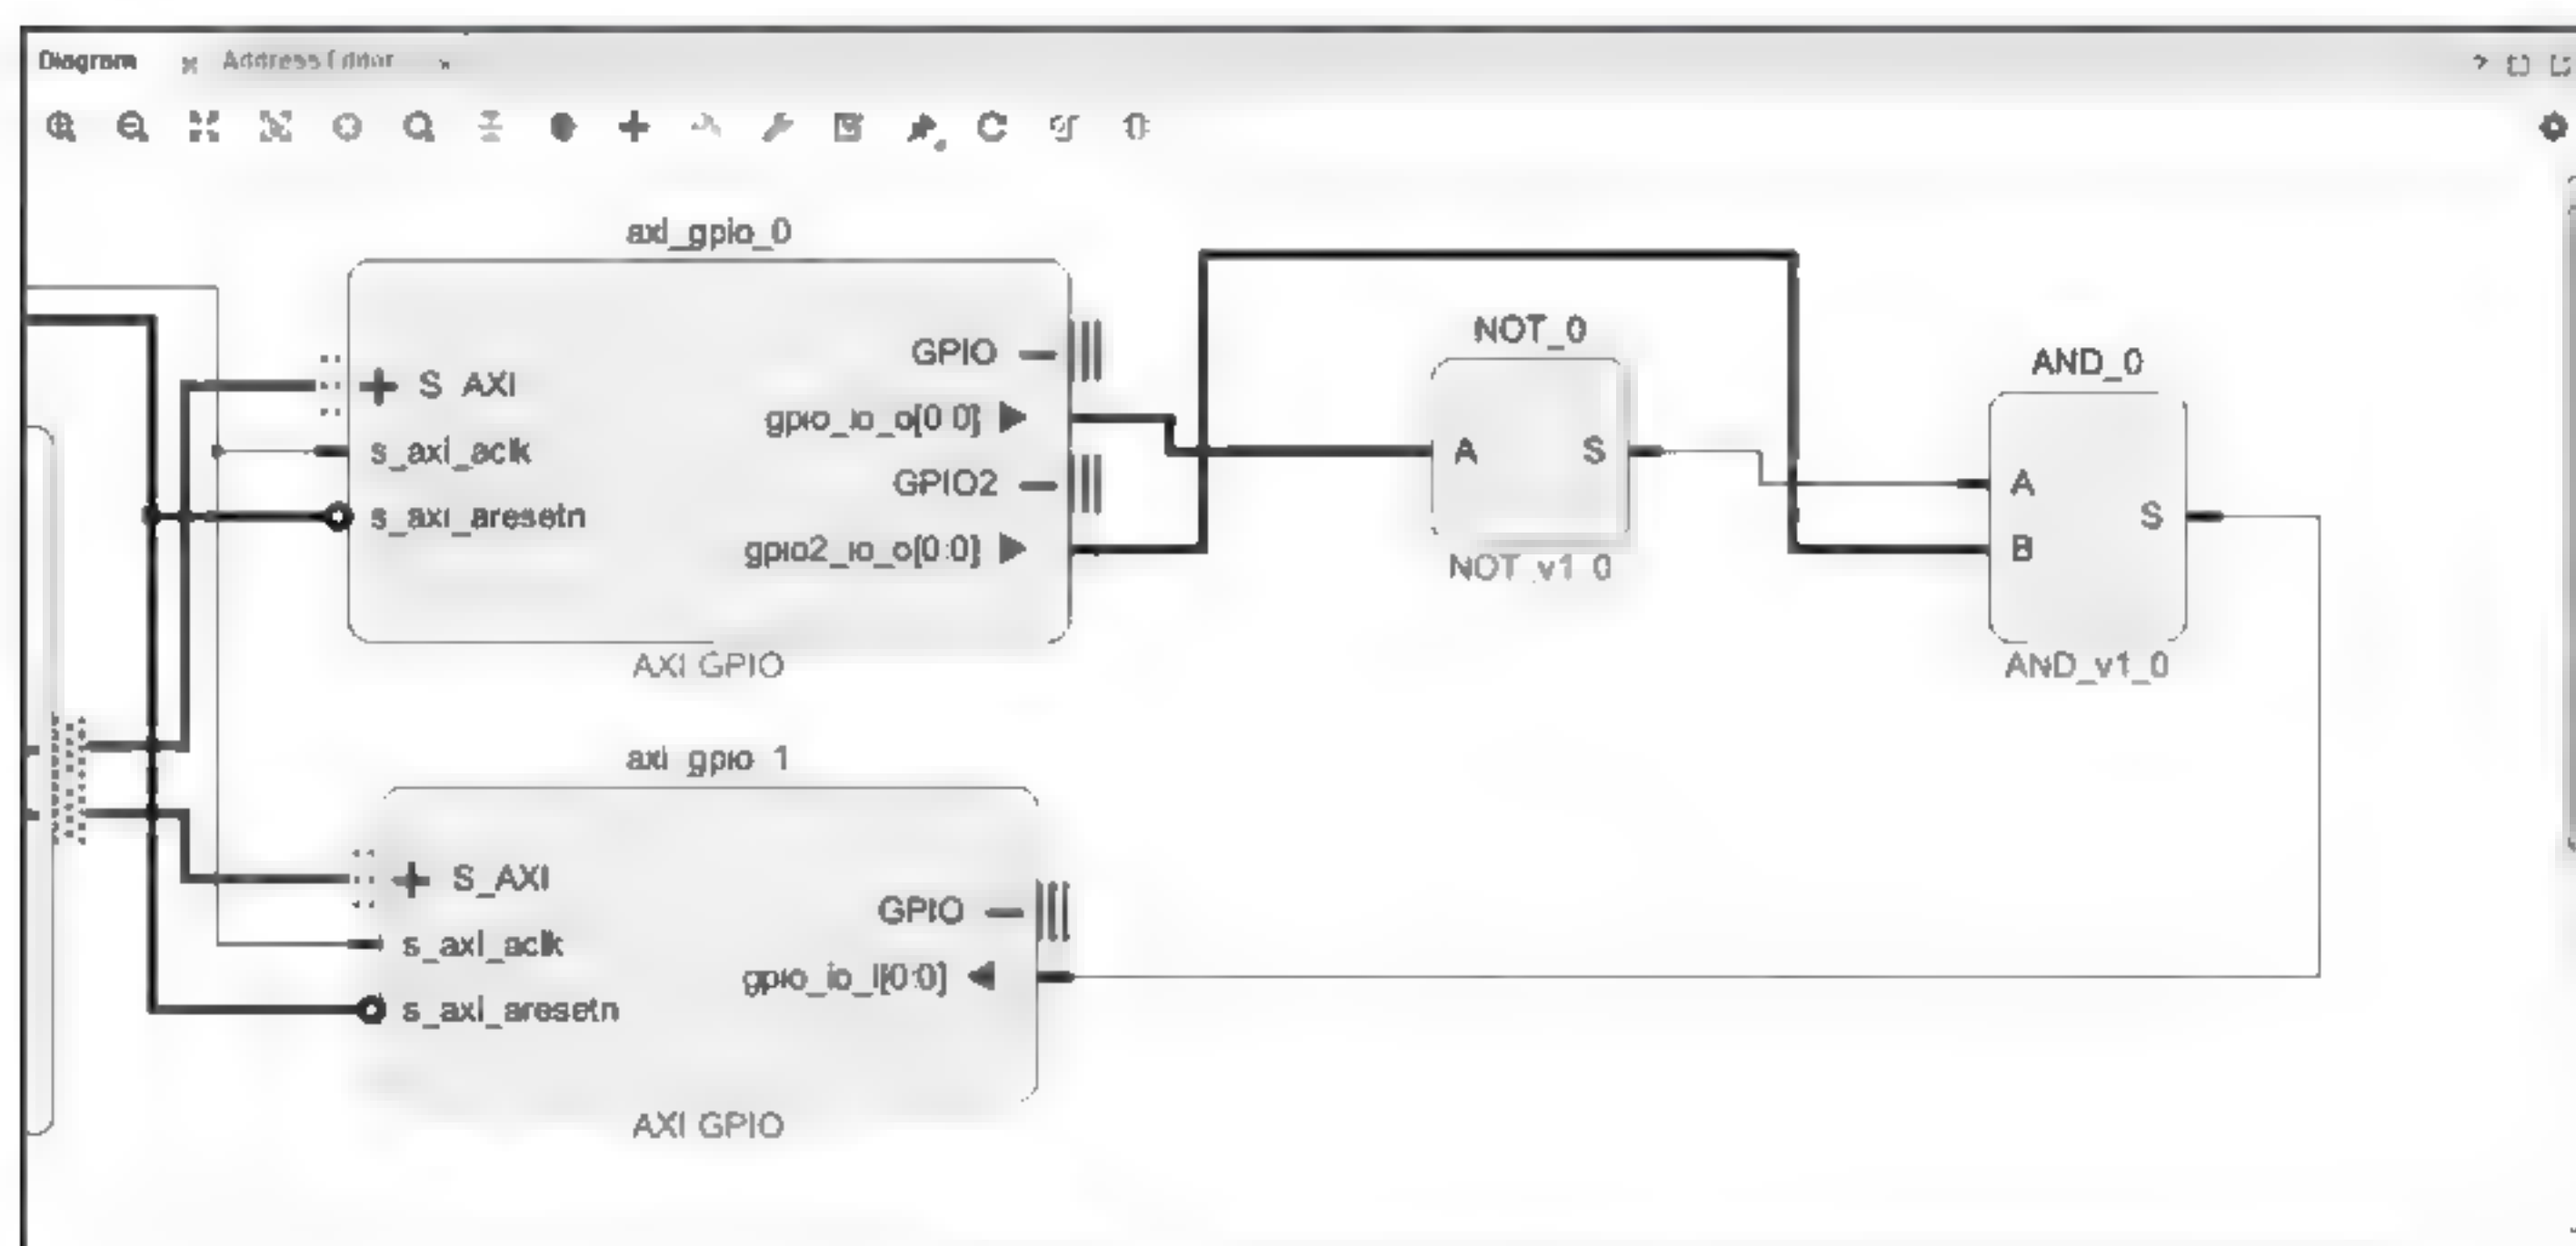 Diagram
Address Editor
axi_gpio_0
GPIO
S_AXI
gpio_io_o[0:0]
s_axi_aclk
GPIO2
s_axi_aresetn
gpio2_io_o[0:0]
AXI GPIO
NOT_0
A S
NOT_v1_0
AND_0
A
S
B
AND_v1_0
axi_gpio_1
S_AXI
GPIO
s_axi_aclk
gpio_io_i[0:0]
s_axi_aresetn
AXI GPIO